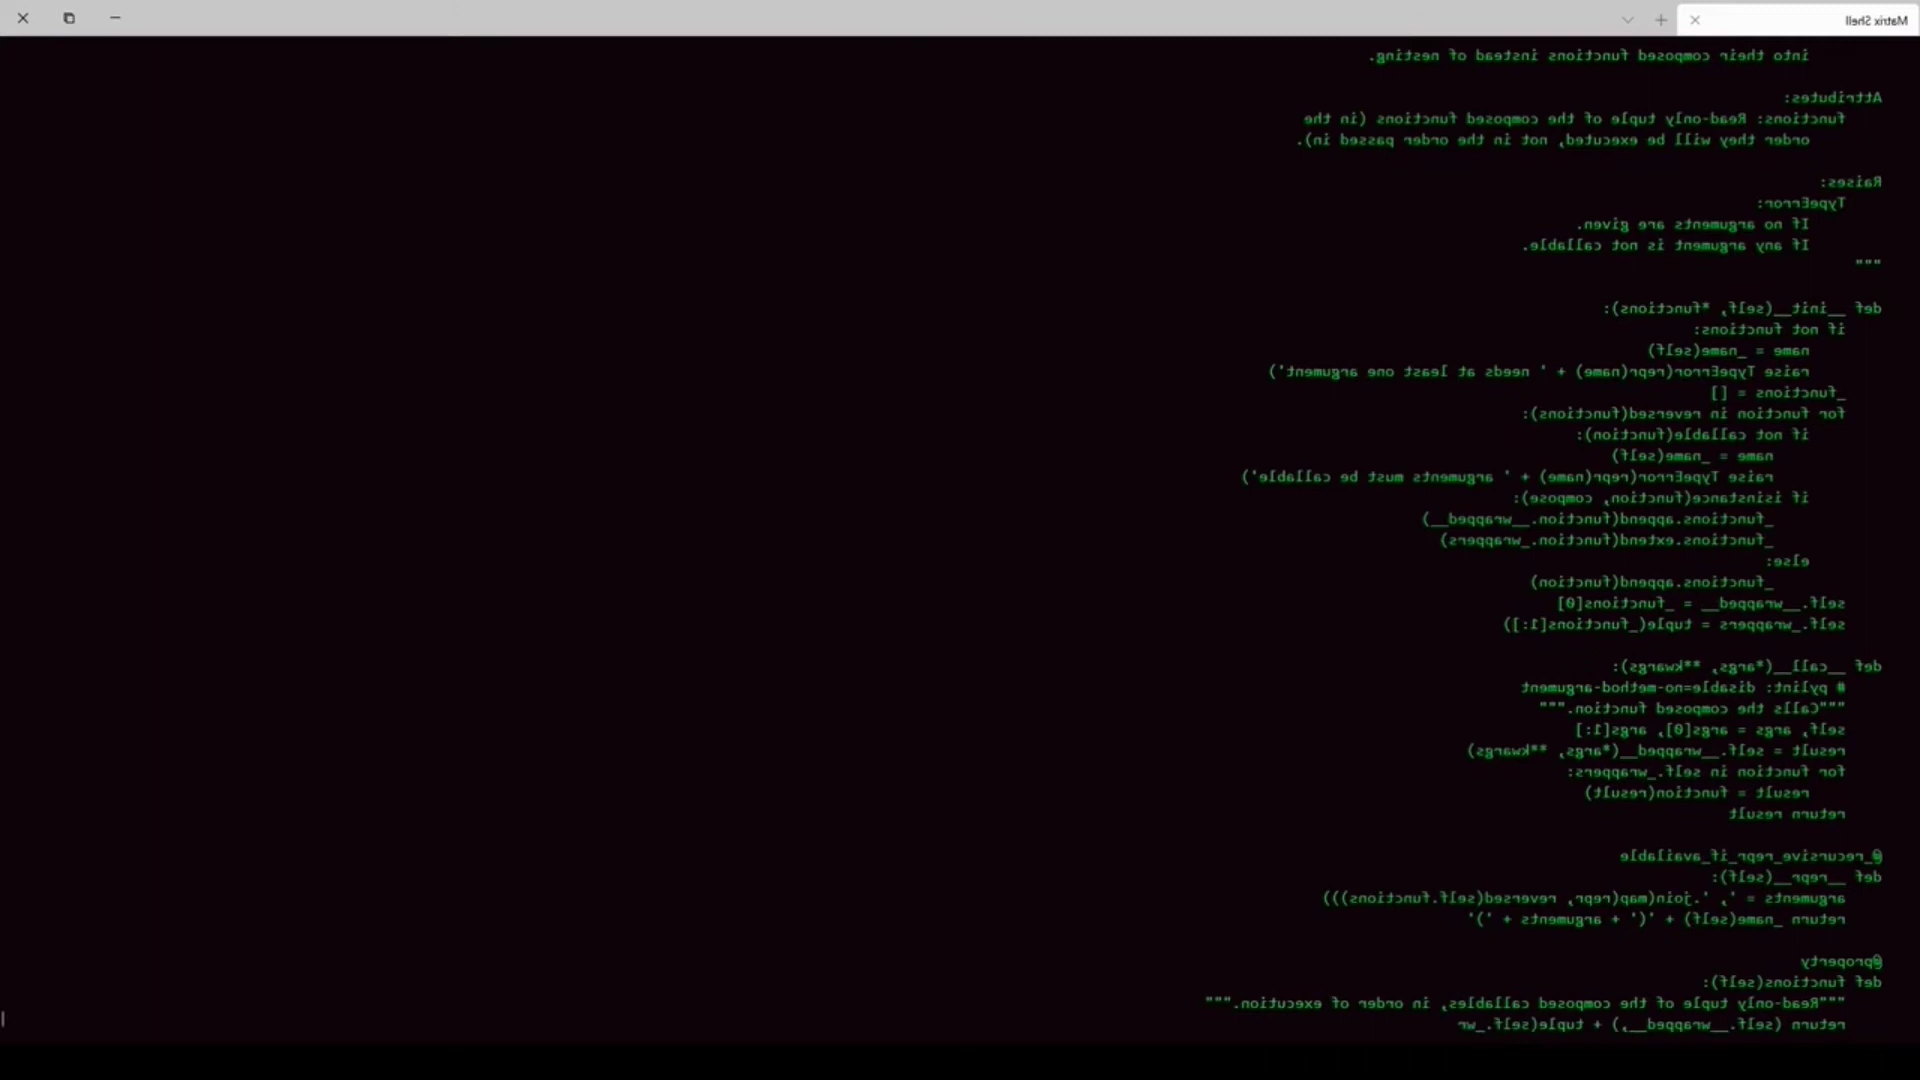 Matrix Shell
into their composed functions instead of nesting.
Attributes:
functions: Read-only tuple of the composed functions (in the
order they will be executed, not in the order passed in).
Raises:
TypeError:
If no arguments are given.
If any argument is not callable.
"""
def __init__(self, *functions):
if not functions:
name = _name(self)
raise TypeError(repr(name) + ' needs at least one argument')
_functions = []
for function in reversed(functions):
if not callable(function):
name = _name(self)
raise TypeError(repr(name) + ' arguments must be callable')
if isinstance(function, compose):
_functions.append(function.__wrapped__)
_functions.extend(function._wrappers)
else:
_functions.append(function)
self.__wrapped__ = _functions[0]
self._wrappers = tuple(_functions[1:])
def __call__(*args, **kwargs):
# pylint: disable=no-method-argument
"""Calls the composed function."""
self, args = args[0], args[1:]
result = self.__wrapped__(*args, **kwargs)
for function in self._wrappers:
result = function(result)
return result
@_recursive_repr_if_available
def __repr__(self):
arguments = ', '.join(map(repr, reversed(self.functions)))
return _name(self) + '(' + arguments + ')'
@property
def functions(self):
"""Read-only tuple of the composed callables, in order of execution."""
return (self.__wrapped__,) + tuple(self._wr